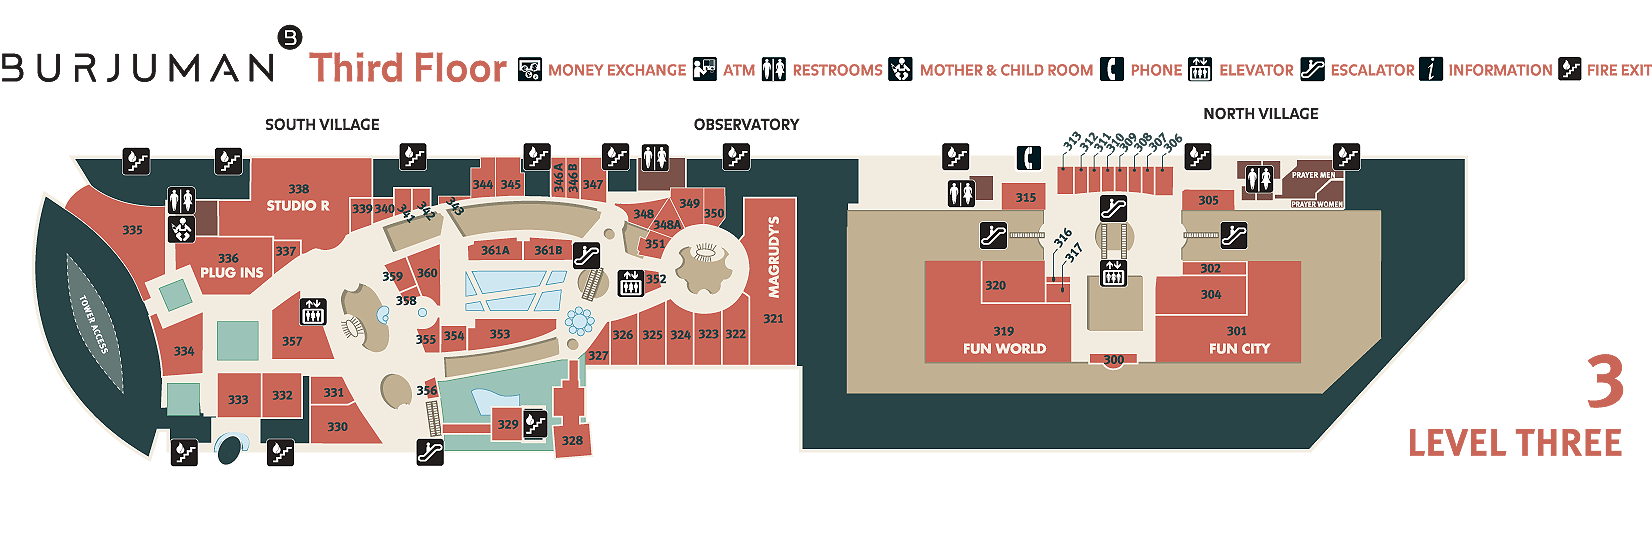 BURJUMAN B
Third Floor
MONEY EXCHANGE
ATM
RESTROOMS
MOTHER & CHILD ROOM
PHONE
ELEVATOR
ESCALATOR
i INFORMATION
FIRE EXIT
SOUTH VILLAGE
OBSERVATORY
NORTH VILLAGE
338
STUDIO R
344
345
346A
346B
347
339
340
341
342
343
335
336
PLUG INS
337
348
348A
349
350
351
352
361A
361B
359
360
358
357
355
354
353
356
334
333
332
331
330
329
328
327
326
325
324
323
322
321
MAGRUDY'S
TOWER ACCESS
313
312
311
310
309
308
307
306
315
305
PRAYER MEN
PRAYER WOMEN
316
317
320
302
304
319
FUN WORLD
301
FUN CITY
300
3
LEVEL THREE